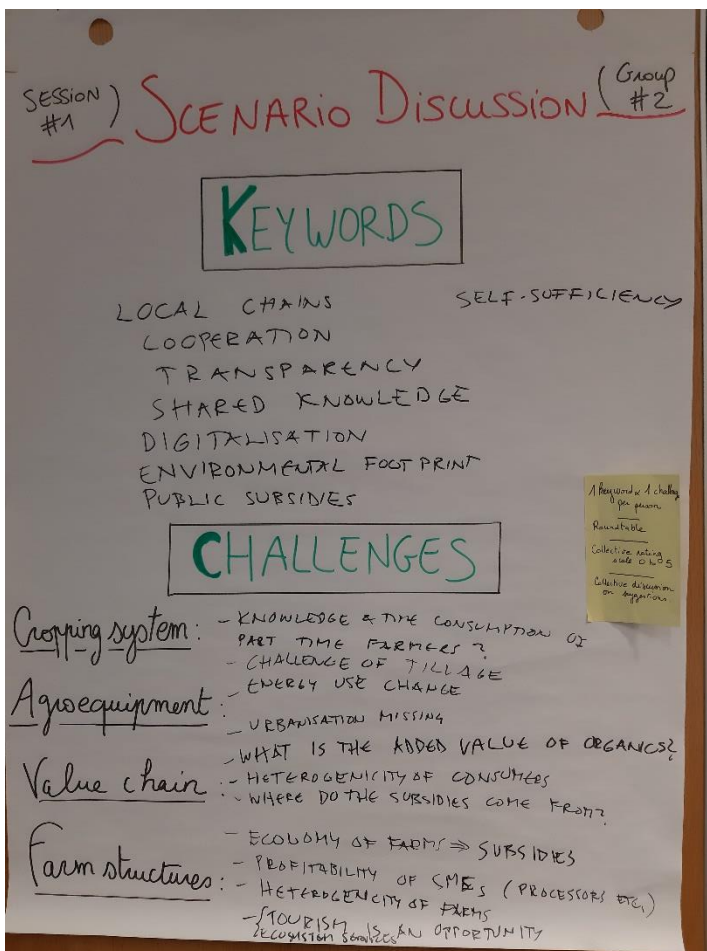 SESSION #1) SCENARIO DISCUSSION (Group #2
KEYWORDS
LOCAL CHAINS
SELF-SUFFICIENCY
COOPERATION
TRANSPARENCY
SHARED KNOWLEDGE
DIGITALISATION
ENVIRONMENTAL FOOTPRINT
PUBLIC SUBSIDIES
1 keyword & 1 challenge
per person
Roundtable
Collective rating
scale 0 to 5
Collective discussion
on suggestions
CHALLENGES
Cropping system: - KNOWLEDGE & TIME CONSUMPTION OF
PART TIME FARMERS?
- CHALLENGE OF TILLAGE
Agroequipment: - ENERGY USE CHANGE
- URBANISATION MISSING
Value chain: - WHAT IS THE ADDED VALUE OF ORGANICS?
- HETEROGENICITY OF CONSUMERS
- WHERE DO THE SUBSIDIES COME FROM?
Farm structures: - ECONOMY OF FARMS => SUBSIDIES
- PROFITABILITY OF SMEs (PROCESSORS ETC.)
- HETEROGENCITY OF FARMS
- TOURISM IS AN OPPORTUNITY
ECOSYSTEM SERVICES